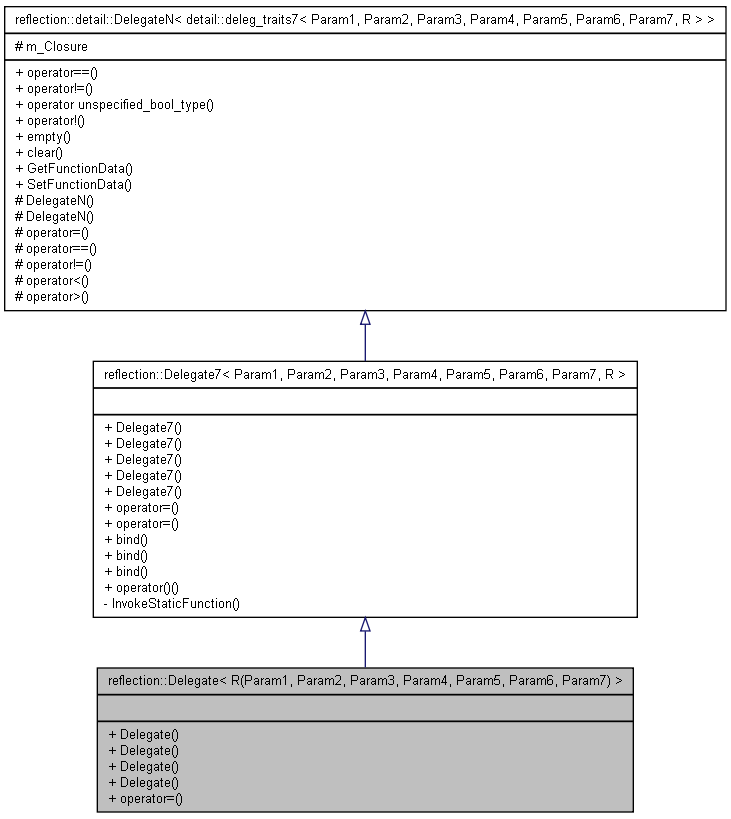 reflection::detail::DelegateN< detail::deleg_traits7< Param1, Param2, Param3, Param4, Param5, Param6, Param7, R > >
# m_Closure
+ operator==()
+ operator!=()
+ operator unspecified_bool_type()
+ operator!()
+ empty()
+ clear()
+ GetFunctionData()
+ SetFunctionData()
# DelegateN()
# DelegateN()
# operator=()
# operator==()
# operator!=()
# operator<()
# operator>()
reflection::Delegate7< Param1, Param2, Param3, Param4, Param5, Param6, Param7, R >
+ Delegate7()
+ Delegate7()
+ Delegate7()
+ Delegate7()
+ Delegate7()
+ operator=()
+ operator=()
+ bind()
+ bind()
+ bind()
+ operator()()
- InvokeStaticFunction()
reflection::Delegate< R(Param1, Param2, Param3, Param4, Param5, Param6, Param7) >
+ Delegate()
+ Delegate()
+ Delegate()
+ Delegate()
+ operator=()